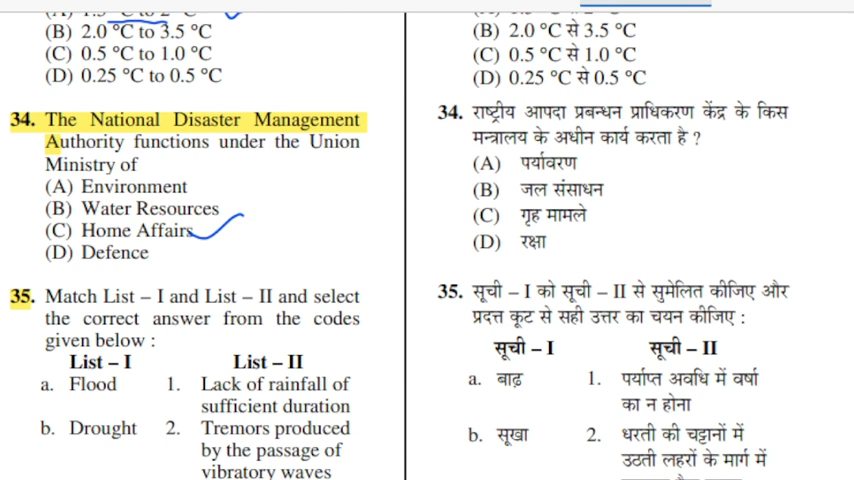 (B) 2.0 °C to 3.5 °C
(C) 0.5 °C to 1.0 °C
(D) 0.25 °C to 0.5 °C
34. The National Disaster Management
Authority functions under the Union
Ministry of
(A) Environment
(B) Water Resources
(C) Home Affairs
(D) Defence
35. Match List – I and List – II and select
the correct answer from the codes
given below :
List – I List – II
a. Flood 1. Lack of rainfall of
sufficient duration
b. Drought 2. Tremors produced
by the passage of
vibratory waves
(B) 2.0 °C से 3.5 °C
(C) 0.5 °C से 1.0 °C
(D) 0.25 °C से 0.5 °C
34. राष्ट्रीय आपदा प्रबन्धन प्राधिकरण केंद्र के किस
मन्त्रालय के अधीन कार्य करता है ?
(A) पर्यावरण
(B) जल संसाधन
(C) गृह मामले
(D) रक्षा
35. सूची – I को सूची – II से सुमेलित कीजिए और
प्रदत्त कूट से सही उत्तर का चयन कीजिए :
सूची – I सूची – II
a. बाढ़ 1. पर्याप्त अवधि में वर्षा
का न होना
b. सूखा 2. धरती की चट्टानों में
उठती लहरों के मार्ग में